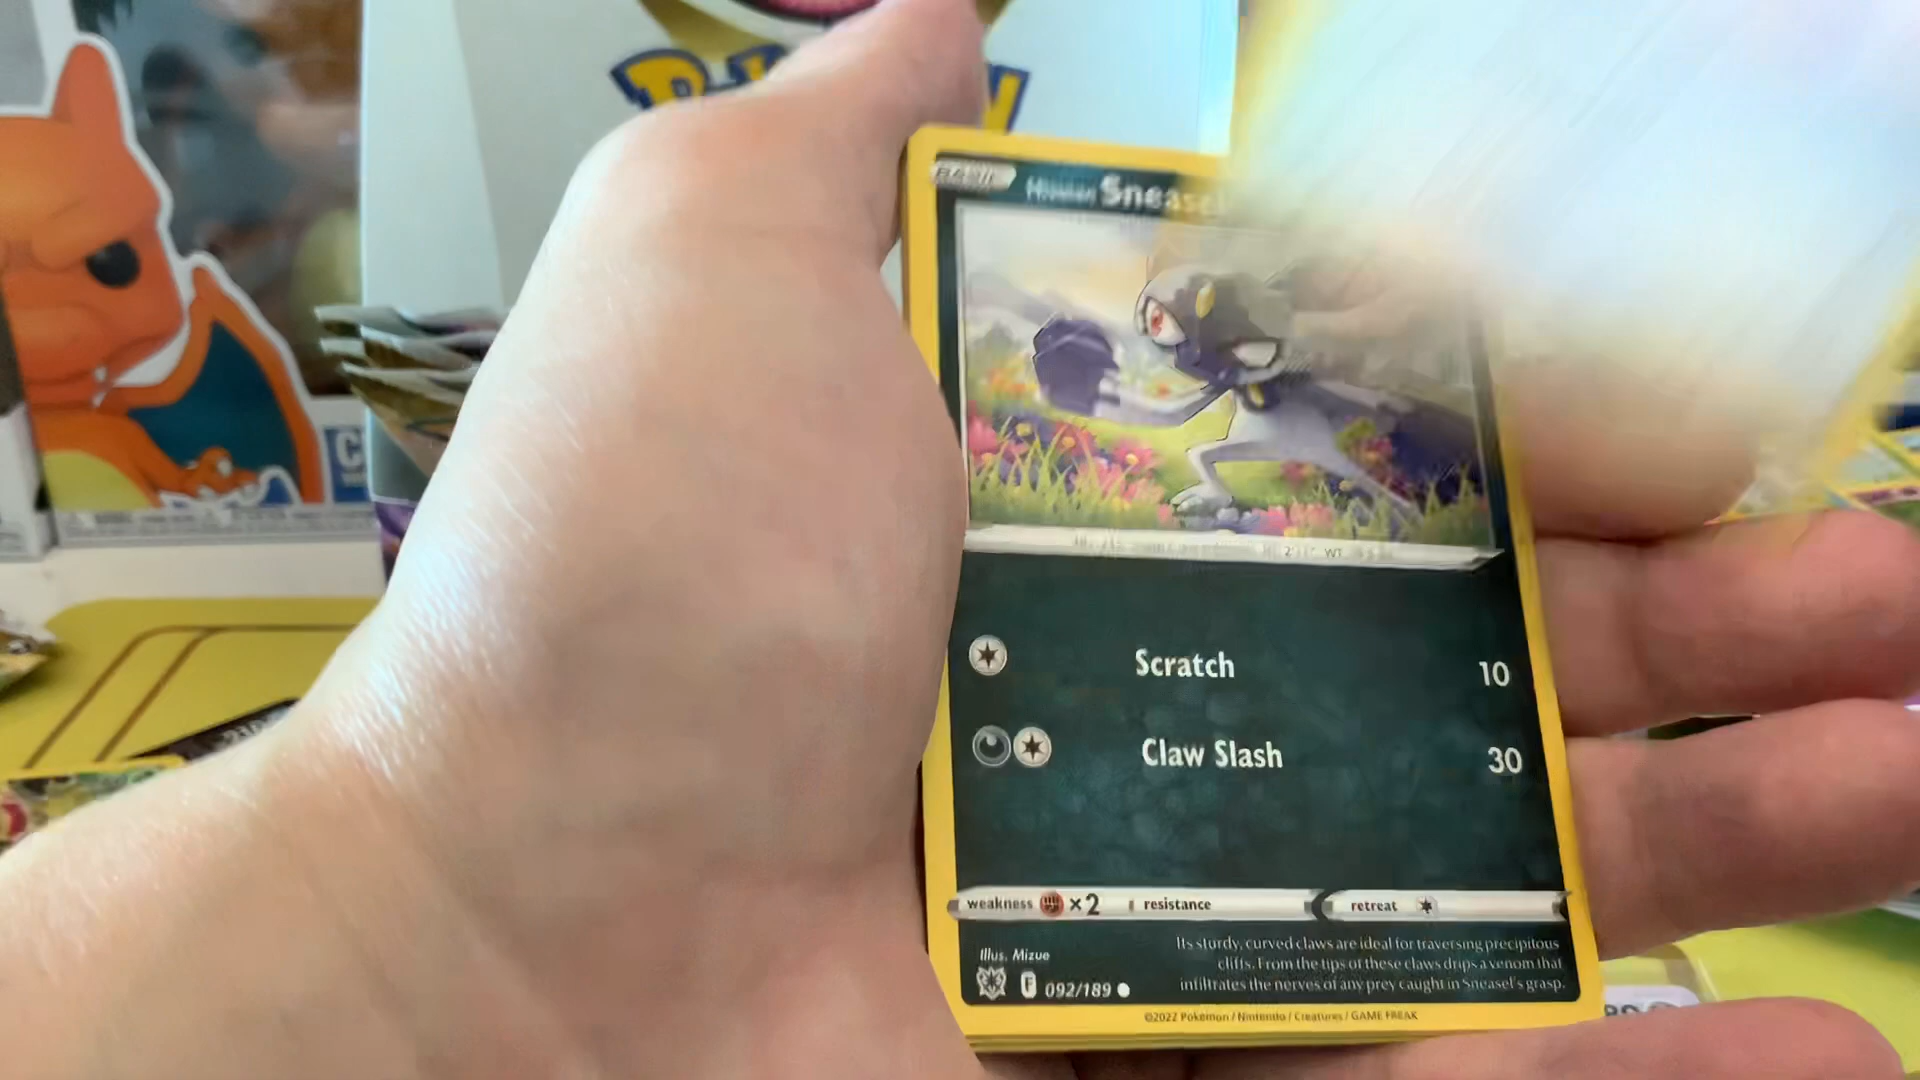 BASIC
Hisuian Sneasel
Scratch 10
Claw Slash 30
weakness ×2 resistance retreat
Illus. Mizue
Its sturdy, curved claws are ideal for traversing precipitous
cliffs. From the tips of these claws drips a venom that
infiltrates the nerves of any prey caught in Sneasel's grasp.
F 092/189
©2022 Pokémon / Nintendo / Creatures / GAME FREAK